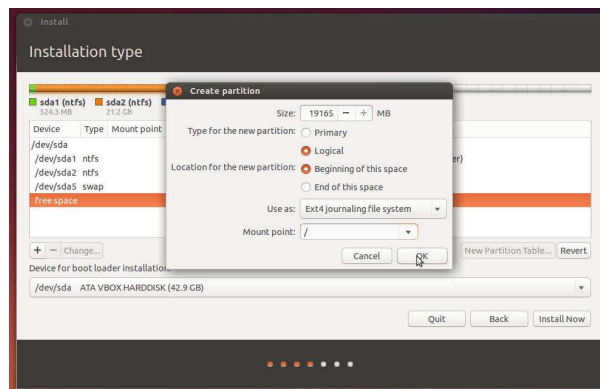 Install
Installation type
sda1 (ntfs) sda2 (ntfs)
524.3 MB 21.2 GB
Create partition
Size: 19165 − + MB
Type for the new partition: Primary
Logical
Location for the new partition: Beginning of this space
End of this space
Use as: Ext4 journaling file system
Mount point: /
Cancel OK
Device Type Mount point
/dev/sda
/dev/sda1 ntfs
/dev/sda2 ntfs
/dev/sda5 swap
free space
+ − Change... New Partition Table... Revert
Device for boot loader installation:
/dev/sda ATA VBOX HARDDISK (42.9 GB)
Quit Back Install Now